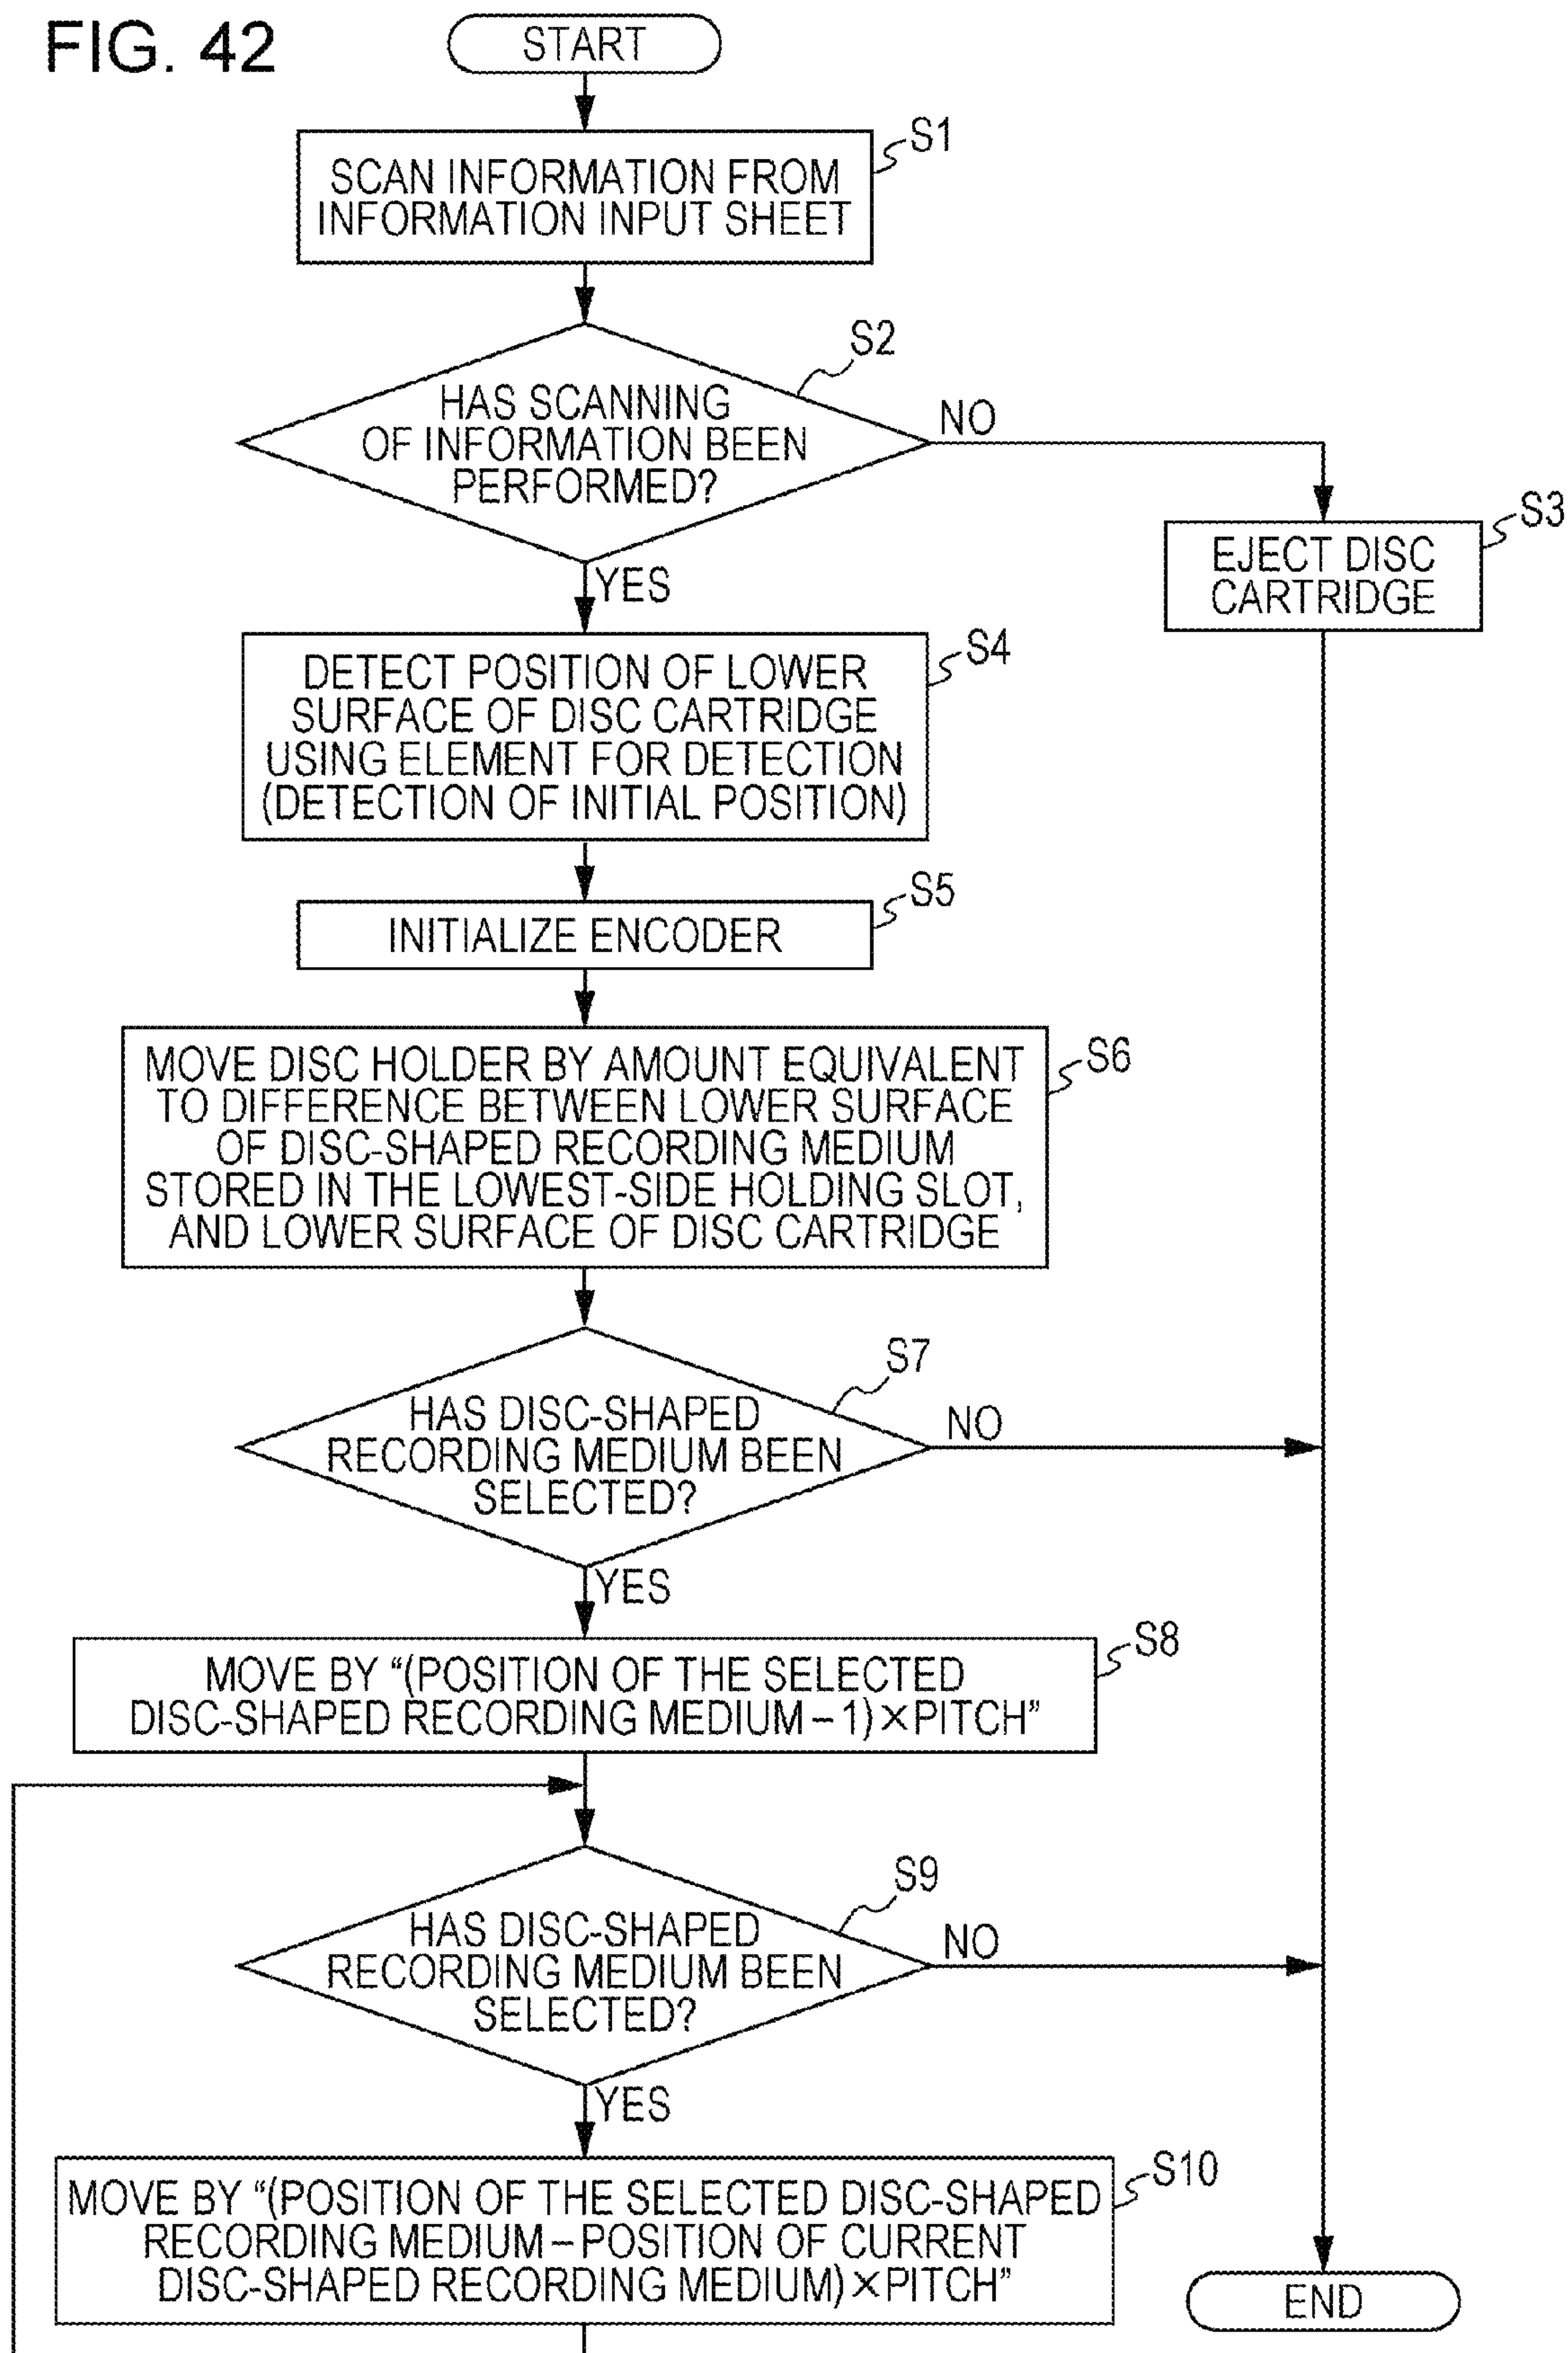 FIG. 42
START
S1
SCAN INFORMATION FROM
INFORMATION INPUT SHEET
S2
HAS SCANNING
OF INFORMATION BEEN
PERFORMED?
NO
YES
S3
EJECT DISC
CARTRIDGE
S4
DETECT POSITION OF LOWER
SURFACE OF DISC CARTRIDGE
USING ELEMENT FOR DETECTION
(DETECTION OF INITIAL POSITION)
S5
INITIALIZE ENCODER
S6
MOVE DISC HOLDER BY AMOUNT EQUIVALENT
TO DIFFERENCE BETWEEN LOWER SURFACE
OF DISC-SHAPED RECORDING MEDIUM
STORED IN THE LOWEST-SIDE HOLDING SLOT,
AND LOWER SURFACE OF DISC CARTRIDGE
S7
HAS DISC-SHAPED
RECORDING MEDIUM BEEN
SELECTED?
NO
YES
S8
MOVE BY “(POSITION OF THE SELECTED
DISC-SHAPED RECORDING MEDIUM–1)×PITCH”
S9
HAS DISC-SHAPED
RECORDING MEDIUM BEEN
SELECTED?
NO
YES
S10
MOVE BY “(POSITION OF THE SELECTED DISC-SHAPED
RECORDING MEDIUM–POSITION OF CURRENT
DISC-SHAPED RECORDING MEDIUM)×PITCH”
END